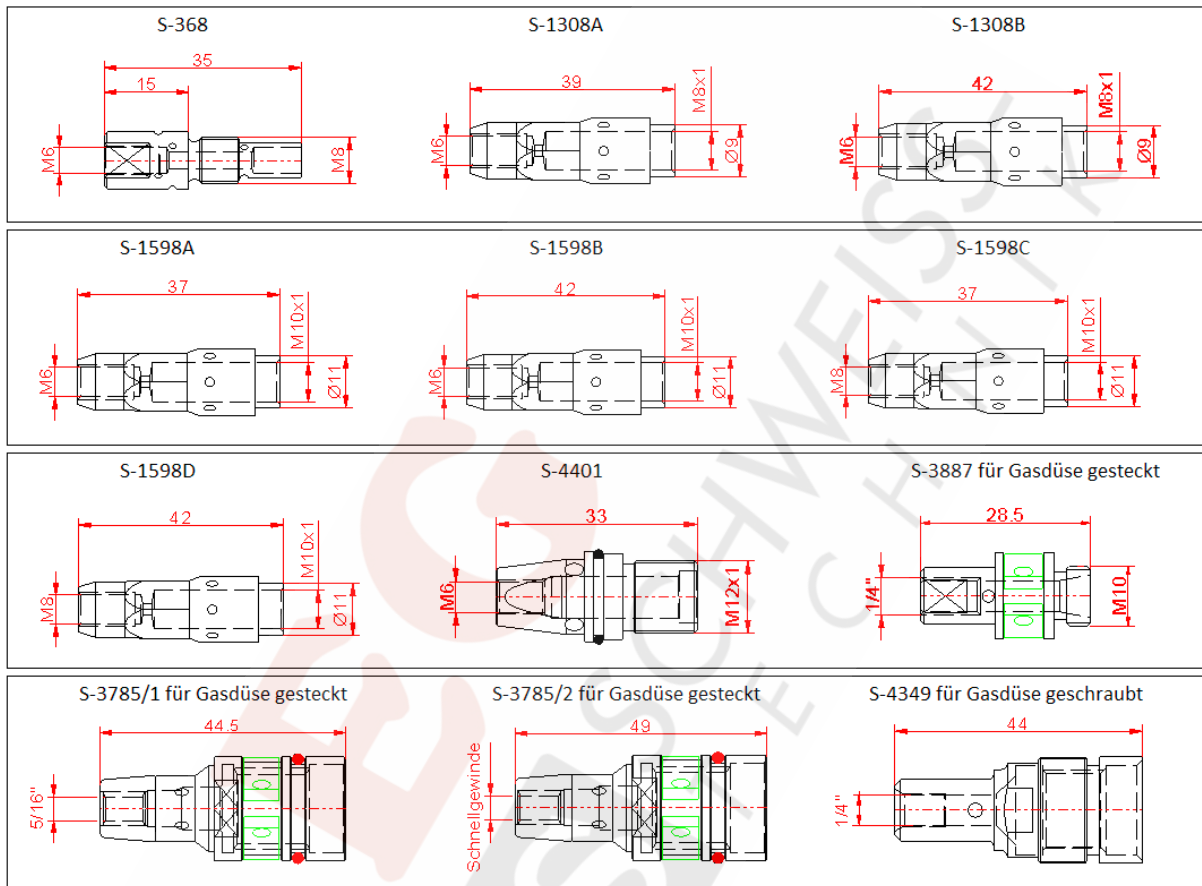 S-368
35
15
M6
M8
S-1308A
39
M8x1
M6
Ø9
S-1308B
42
M8x1
M6
Ø9
S-1598A
37
M10x1
M6
Ø11
S-1598B
42
M10x1
M6
Ø11
S-1598C
37
M10x1
M8
Ø11
S-1598D
42
M10x1
M8
Ø11
S-4401
33
M6
M12x1
S-3887 für Gasdüse gesteckt
28.5
1/4"
M10
S-3785/1 für Gasdüse gesteckt
44.5
5/16"
S-3785/2 für Gasdüse gesteckt
49
Schnellgewinde
S-4349 für Gasdüse geschraubt
44
1/4"
SCHWEISS